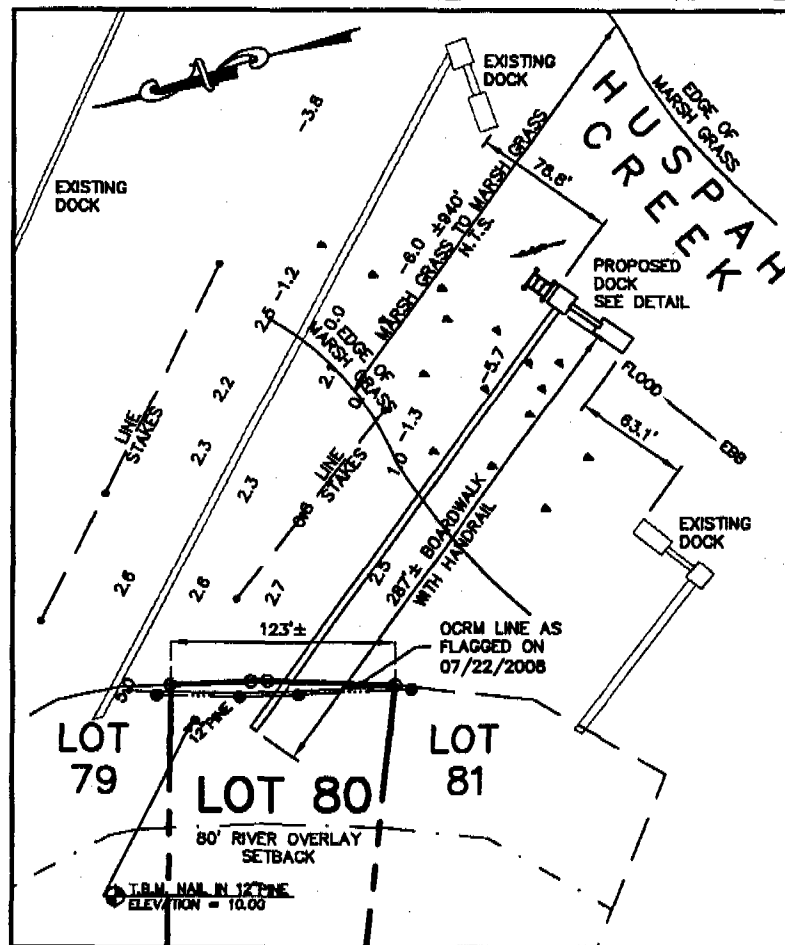 EXISTING
DOCK
EDGE OF
MARSH GRASS
HUSPAH
CREEK
-3.8
78.8'
EXISTING
DOCK
-6.0 ±940'
MARSH GRASS TO MARSH GRASS
N.T.S.
PROPOSED
DOCK
SEE DETAIL
-1.2
2.5
0.0
EDGE OF
MARSH GRASS
2.1
2.2
-5.7
FLOOD
EBB
63.1'
LINE
STAKES
2.3
2.3
-1.3
1.0
LINE
STAKES
EXISTING
DOCK
2.6
2.6
2.7
2.5
287'± BOARDWALK
WITH HANDRAIL
123'±
OCRM LINE AS
FLAGGED ON
07/22/2008
5.0
12"PINE
LOT
79
LOT 80
LOT
81
80' RIVER OVERLAY
SETBACK
T.B.M. NAIL IN 12"PINE
ELEVATION = 10.00